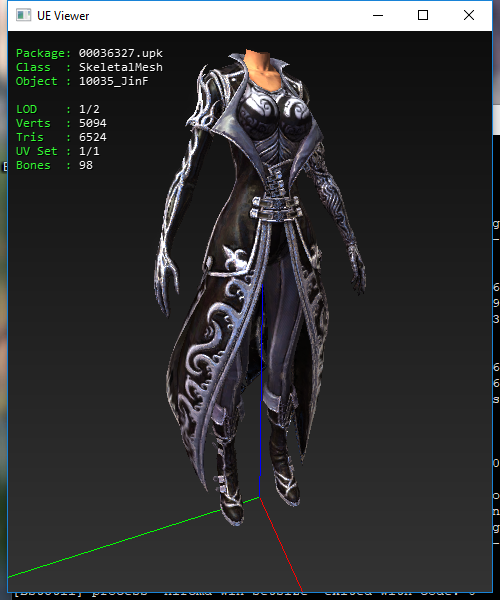 UE Viewer
Package: 00036327.upk
Class : SkeletalMesh
Object : 10035_JinF
LOD : 1/2
Verts : 5094
Tris : 6524
UV Set : 1/1
Bones : 98